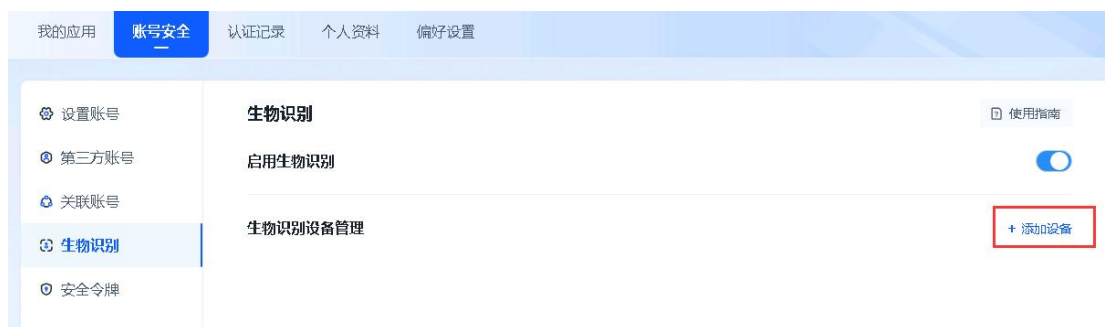 我的应用 账号安全 认证记录 个人资料 偏好设置
设置账号
第三方账号
关联账号
生物识别
安全令牌
生物识别 使用指南
启用生物识别
生物识别设备管理 + 添加设备